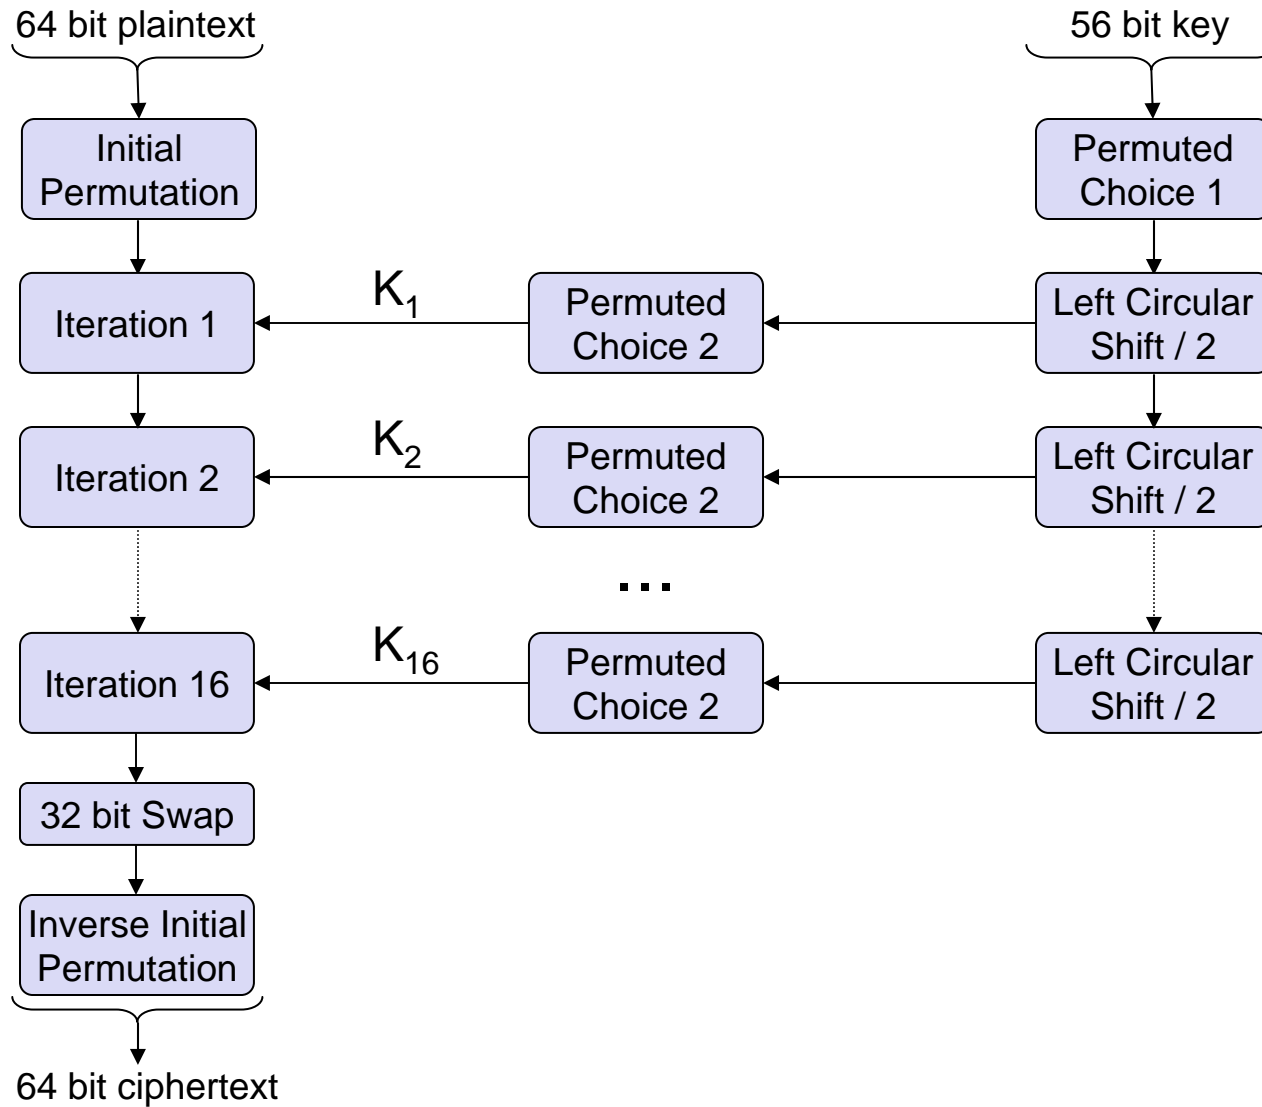 64 bit plaintext
56 bit key
Initial
Permutation
Permuted
Choice 1
Iteration 1
K1
Permuted
Choice 2
Left Circular
Shift / 2
Iteration 2
K2
Permuted
Choice 2
Left Circular
Shift / 2
...
Iteration 16
K16
Permuted
Choice 2
Left Circular
Shift / 2
32 bit Swap
Inverse Initial
Permutation
64 bit ciphertext